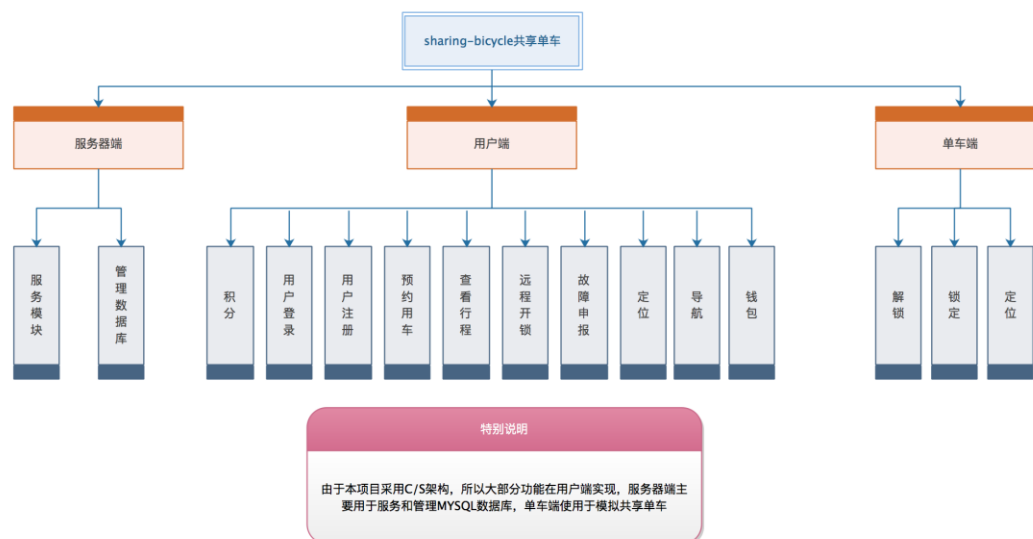 sharing-bicycle共享单车
服务器端
用户端
单车端
服务模块
管理数据库
积分
用户登录
用户注册
预约用车
查看行程
远程开锁
故障申报
定位
导航
钱包
解锁
锁定
定位
特别说明
由于本项目采用C/S架构，所以大部分功能在用户端实现，服务器端主
要用于服务和管理MYSQL数据库，单车端使用于模拟共享单车